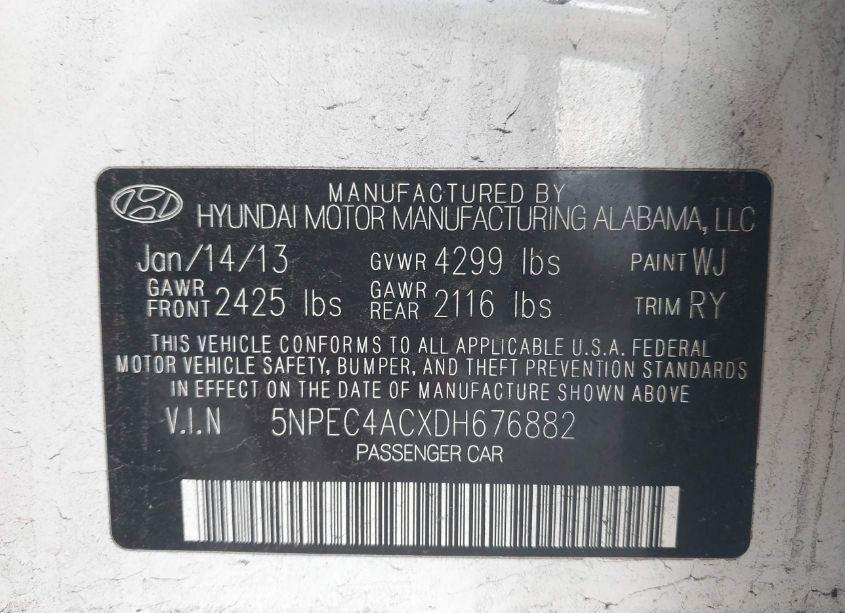 MANUFACTURED BY
HYUNDAI MOTOR MANUFACTURING ALABAMA, LLC
Jan/14/13 GVWR 4299 lbs PAINT WJ
GAWR FRONT 2425 lbs GAWR REAR 2116 lbs TRIM RY
THIS VEHICLE CONFORMS TO ALL APPLICABLE U.S.A. FEDERAL
MOTOR VEHICLE SAFETY, BUMPER, AND THEFT PREVENTION STANDARDS
IN EFFECT ON THE DATE OF MANUFACTURE SHOWN ABOVE
V.I.N 5NPEC4ACXDH676882
PASSENGER CAR